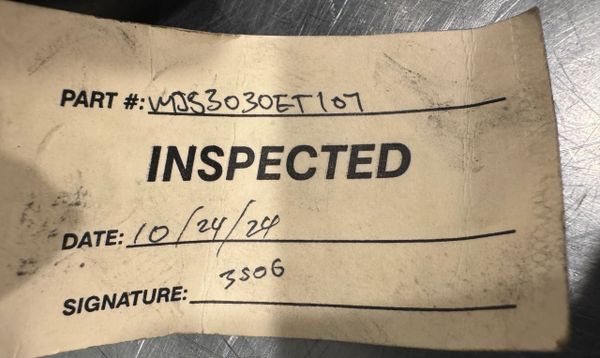 PART #: WJS3030ET107
INSPECTED
DATE: 10/24/24
3506
SIGNATURE: